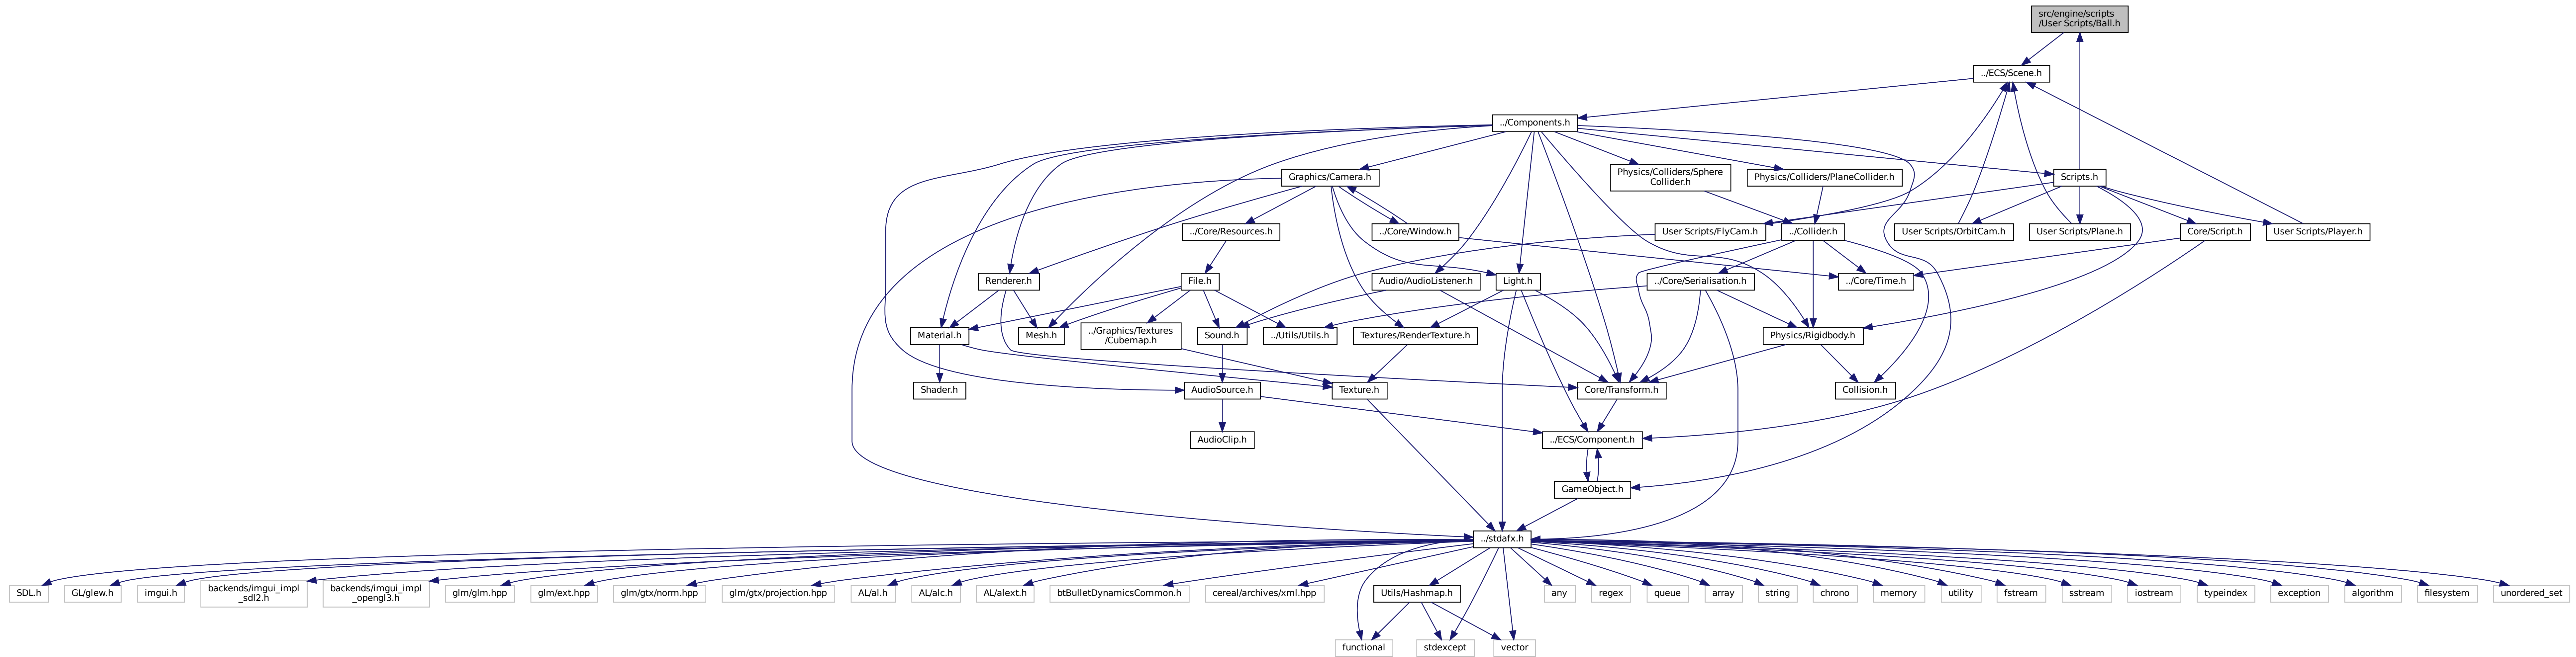 src/engine/scripts
/User Scripts/Ball.h
../ECS/Scene.h
../Components.h
Graphics/Camera.h
Physics/Colliders/Sphere
Collider.h
Physics/Colliders/PlaneCollider.h
Scripts.h
../Core/Resources.h
../Core/Window.h
User Scripts/FlyCam.h
../Collider.h
User Scripts/OrbitCam.h
User Scripts/Plane.h
Core/Script.h
User Scripts/Player.h
Renderer.h
File.h
Audio/AudioListener.h
Light.h
../Core/Serialisation.h
../Core/Time.h
Material.h
Mesh.h
../Graphics/Textures
/Cubemap.h
Sound.h
../Utils/Utils.h
Textures/RenderTexture.h
Physics/Rigidbody.h
Shader.h
AudioSource.h
Texture.h
Core/Transform.h
Collision.h
AudioClip.h
../ECS/Component.h
GameObject.h
../stdafx.h
SDL.h
GL/glew.h
imgui.h
backends/imgui_impl
_sdl2.h
backends/imgui_impl
_opengl3.h
glm/glm.hpp
glm/ext.hpp
glm/gtx/norm.hpp
glm/gtx/projection.hpp
AL/al.h
AL/alc.h
AL/alext.h
btBulletDynamicsCommon.h
cereal/archives/xml.hpp
Utils/Hashmap.h
any
regex
queue
array
string
chrono
memory
utility
fstream
sstream
iostream
typeindex
exception
algorithm
filesystem
unordered_set
functional
stdexcept
vector